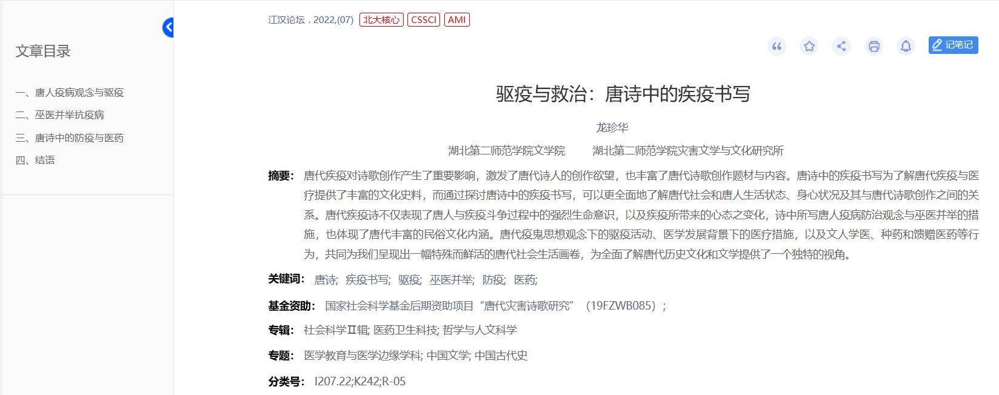 文章目录
一、唐人疫病观念与驱疫
二、巫医并举抗疫病
三、唐诗中的防疫与医药
四、结语
江汉论坛 . 2022,(07) 北大核心 CSSCI AMI
记笔记
驱疫与救治：唐诗中的疾疫书写
龙珍华
湖北第二师范学院文学院 湖北第二师范学院灾害文学与文化研究所
摘要： 唐代疾疫对诗歌创作产生了重要影响，激发了唐代诗人的创作欲望，也丰富了唐代诗歌创作题材与内容。唐诗中的疾疫书写为了解唐代疾疫与医
疗提供了丰富的文化史料，而通过探讨唐诗中的疾疫书写，可以更全面地了解唐代社会和唐人生活状态、身心状况及其与唐代诗歌创作之间的关
系。唐代疾疫诗不仅表现了唐人与疾疫斗争过程中的强烈生命意识，以及疾疫所带来的心态之变化，诗中所写唐人疫病防治观念与巫医并举的措
施，也体现了唐代丰富的民俗文化内涵。唐代疫鬼思想观念下的驱疫活动、医学发展背景下的医疗措施，以及文人学医、种药和馈赠医药等行
为，共同为我们呈现出一幅特殊而鲜活的唐代社会生活画卷，为全面了解唐代历史文化和文学提供了一个独特的视角。
关键词： 唐诗; 疾疫书写; 驱疫; 巫医并举; 防疫; 医药;
基金资助： 国家社会科学基金后期资助项目“唐代灾害诗歌研究”（19FZWB085）;
专辑： 社会科学Ⅱ辑; 医药卫生科技; 哲学与人文科学
专题： 医学教育与医学边缘学科; 中国文学; 中国古代史
分类号： I207.22;K242;R-05